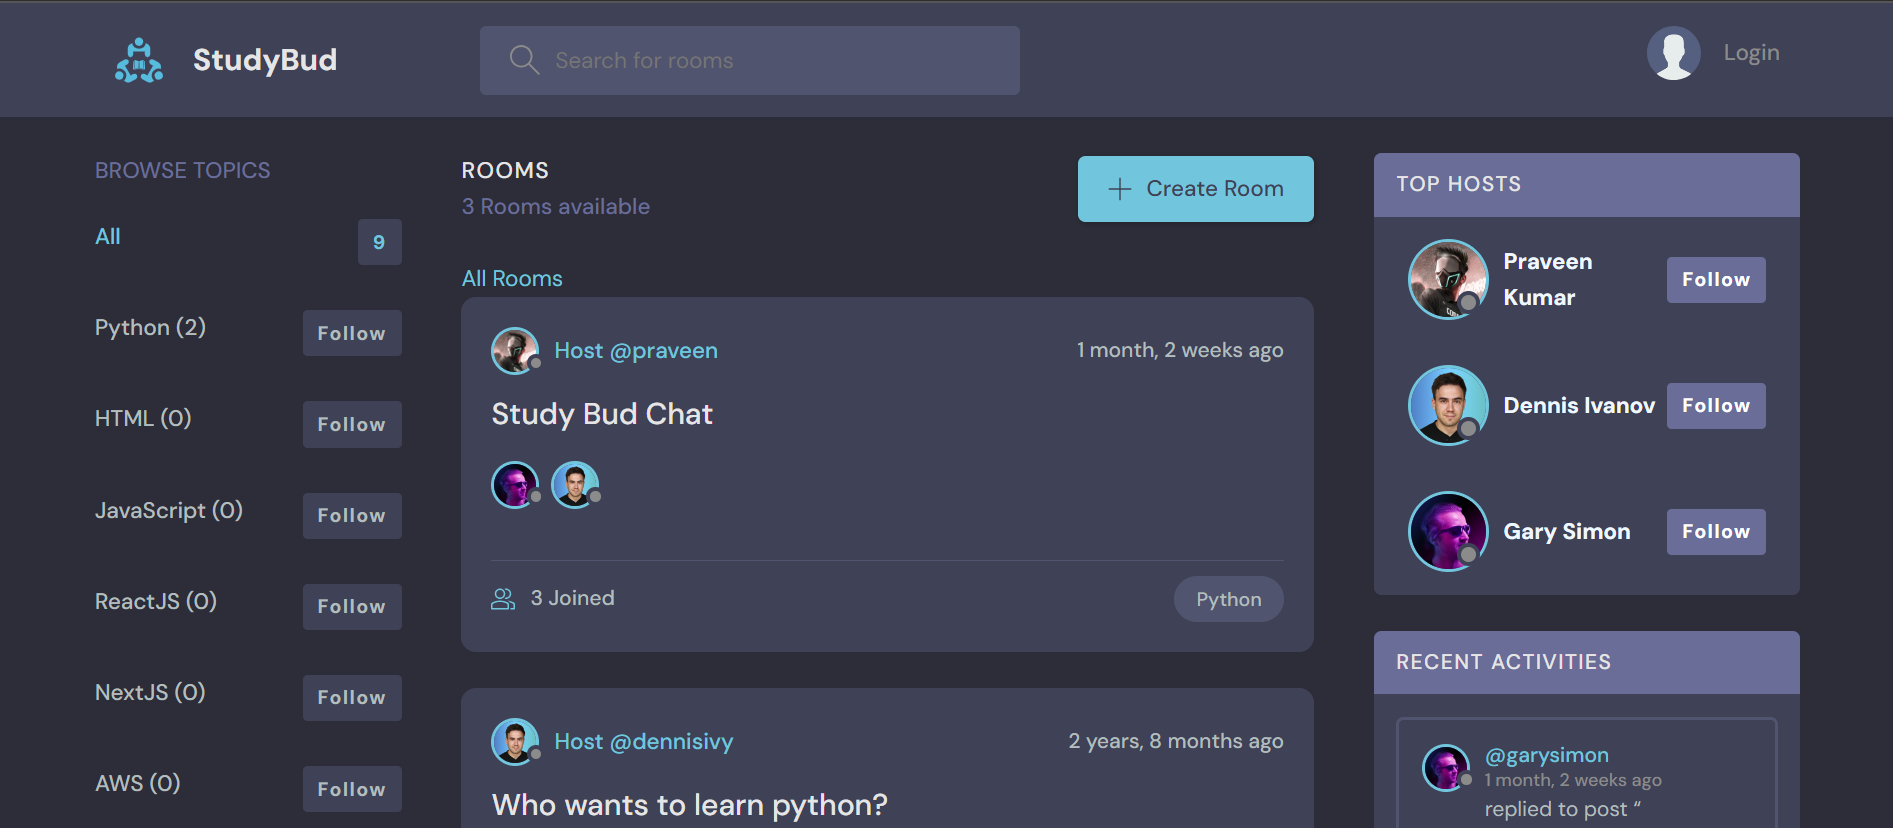 StudyBud
Search for rooms
Login
BROWSE TOPICS
All
9
Python (2)
Follow
HTML (0)
Follow
JavaScript (0)
Follow
ReactJS (0)
Follow
NextJS (0)
Follow
AWS (0)
Follow
ROOMS
3 Rooms available
Create Room
All Rooms
Host @praveen
1 month, 2 weeks ago
Study Bud Chat
3 Joined
Python
Host @dennisivy
2 years, 8 months ago
Who wants to learn python?
TOP HOSTS
Praveen
Kumar
Follow
Dennis Ivanov
Follow
Gary Simon
Follow
RECENT ACTIVITIES
@garysimon
1 month, 2 weeks ago
replied to post “